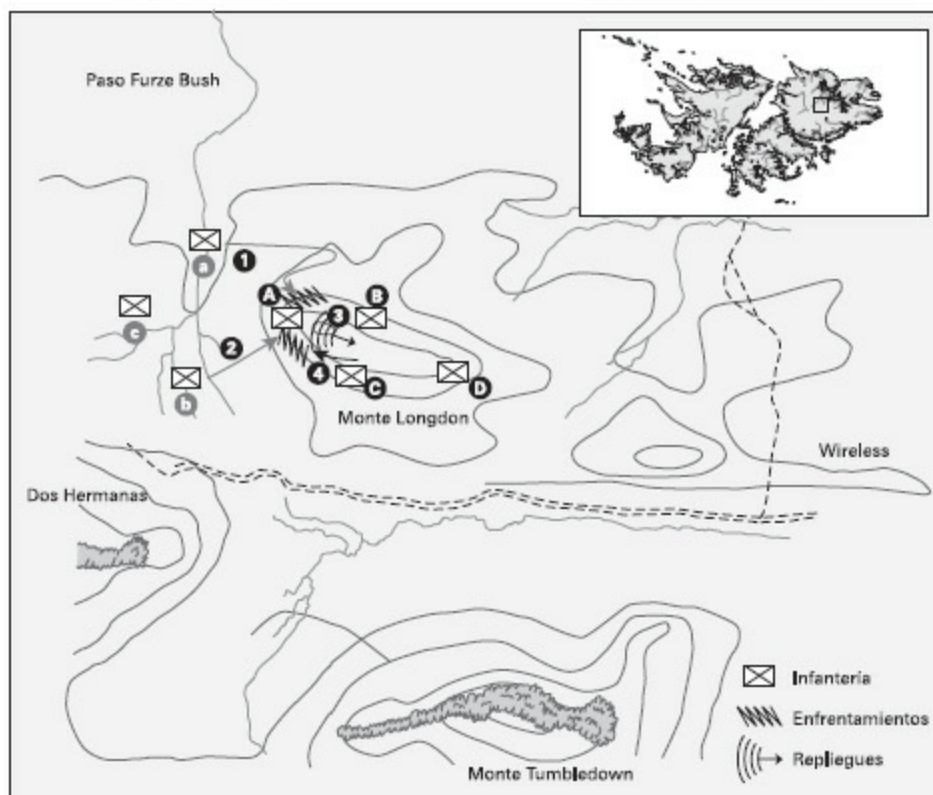 Paso Furze Bush
a
1
c
A
B
3
2
b
4
C
D
Monte Longdon
Wireless
Dos Hermanas
Infantería
Enfrentamientos
Repliegues
Monte Tumbledown